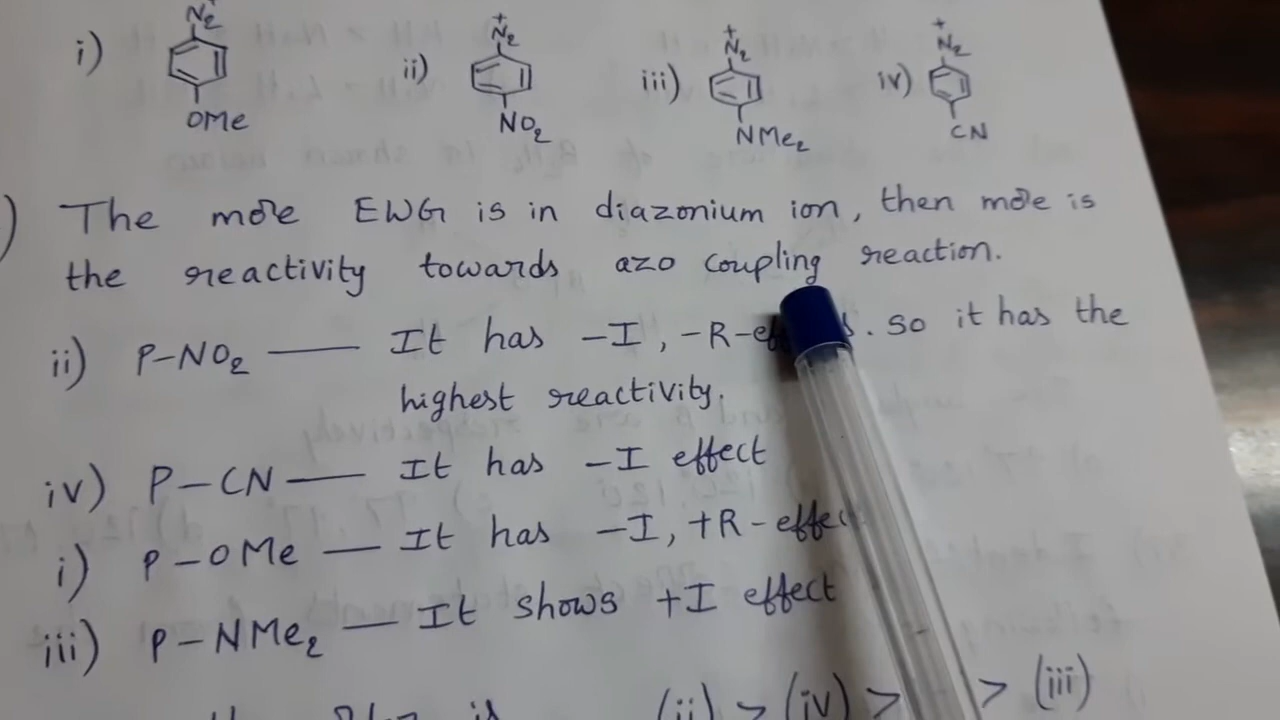 i) N₂⁺ OMe
ii) N₂⁺ NO₂
iii) N₂⁺ NMe₂
iv) N₂⁺ CN
) The more EWG is in diazonium ion, then more is
the reactivity towards azo coupling reaction.
ii) P-NO₂ — It has -I, -R- . So it has the
highest reactivity.
iv) P-CN — It has -I effect
i) P-OMe — It has -I, +R-effec
iii) P-NMe₂ — It shows +I effect
is (ii) > (iv) > > (iii)